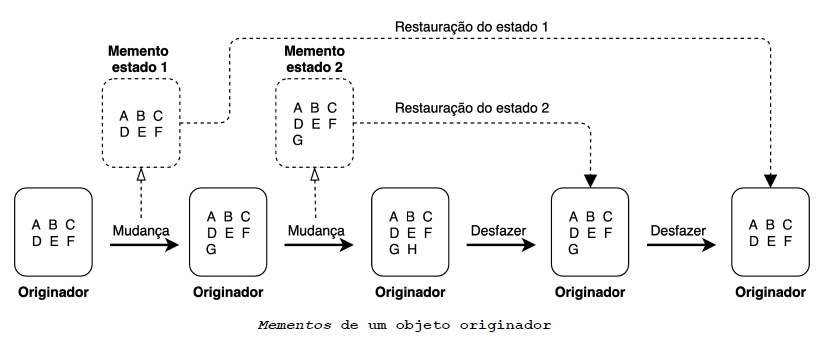 Restauração do estado 1
Memento
estado 1
Memento
estado 2
A B C
D E F
A B C
D E F
G
Restauração do estado 2
A B C
D E F
Mudança
A B C
D E F
G
Mudança
A B C
D E F
G H
Desfazer
A B C
D E F
G
Desfazer
A B C
D E F
Originador
Originador
Originador
Originador
Originador
Mementos de um objeto originador